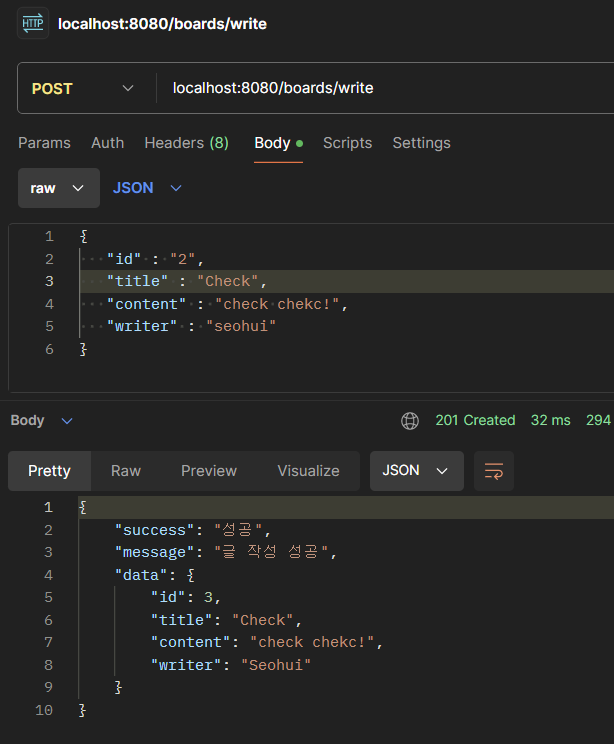 HTTP localhost:8080/boards/write
POST localhost:8080/boards/write
Params Auth Headers (8) Body Scripts Settings
raw JSON
1 {
2 "id" : "2",
3 "title" : "Check",
4 "content" : "check chekc!",
5 "writer" : "seohui"
6 }
Body 201 Created 32 ms 294
Pretty Raw Preview Visualize JSON
1 {
2 "success": "성공",
3 "message": "글 작성 성공",
4 "data": {
5 "id": 3,
6 "title": "Check",
7 "content": "check chekc!",
8 "writer": "Seohui"
9 }
10 }